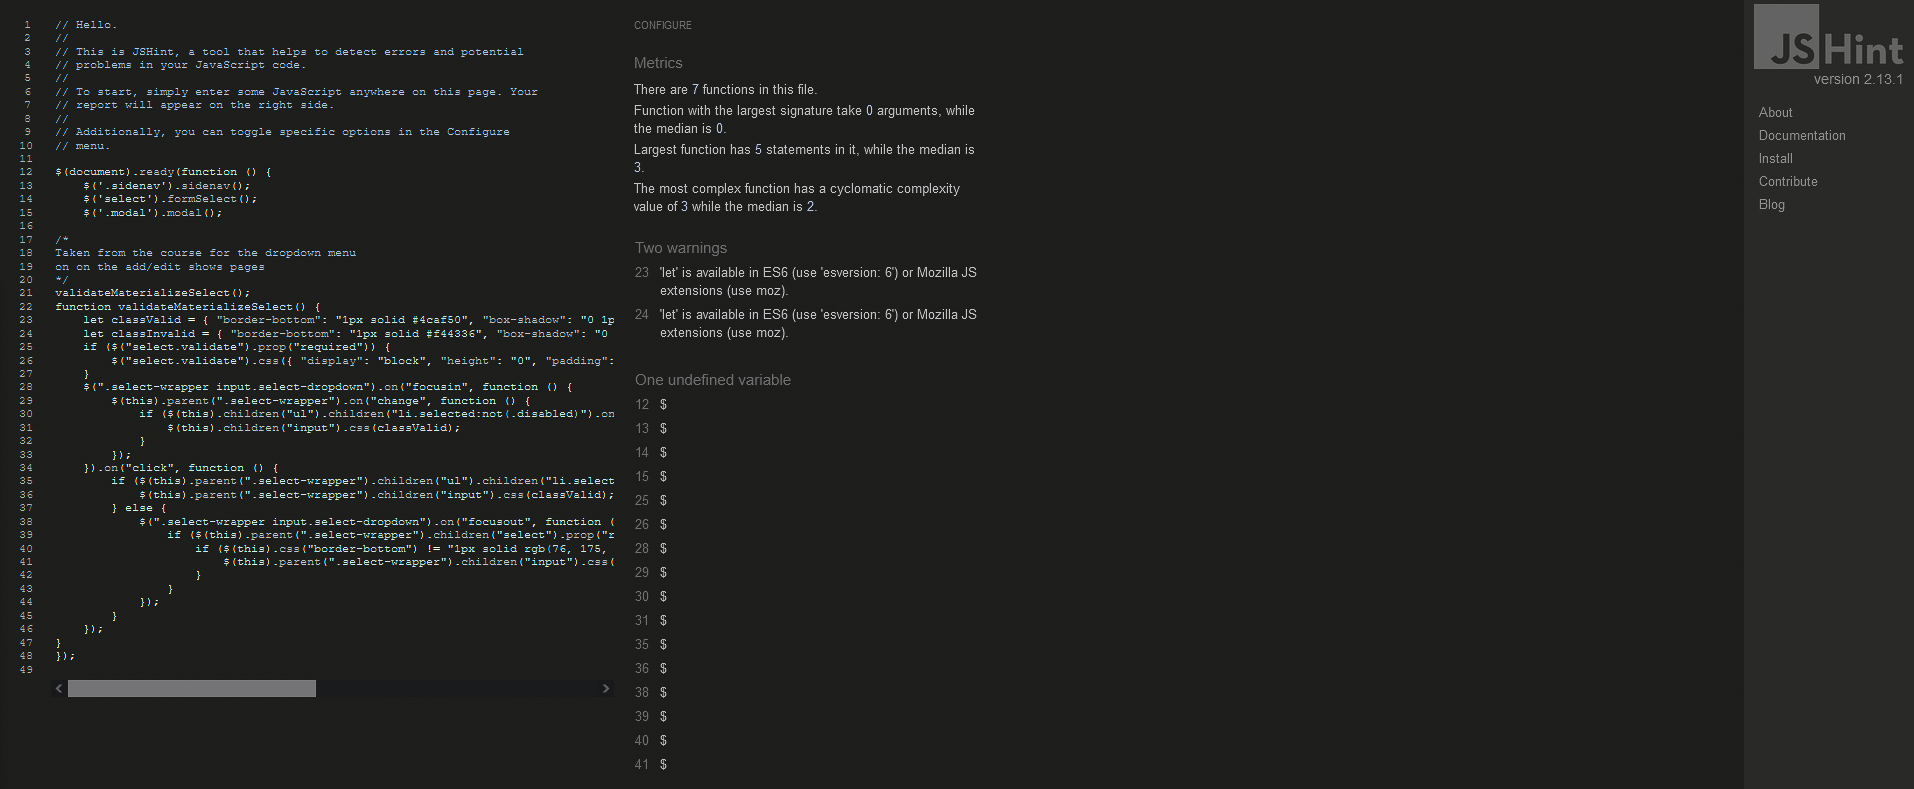 1 // Hello.
2 //
3 // This is JSHint, a tool that helps to detect errors and potential
4 // problems in your JavaScript code.
5 //
6 // To start, simply enter some JavaScript anywhere on this page. Your
7 // report will appear on the right side.
8 //
9 // Additionally, you can toggle specific options in the Configure
10 // menu.
11
12 $(document).ready(function () {
13 $('.sidenav').sidenav();
14 $('select').formSelect();
15 $('.modal').modal();
16
17 /*
18 Taken from the course for the dropdown menu
19 on on the add/edit shows pages
20 */
21 validateMaterializeSelect();
22 function validateMaterializeSelect() {
23 let classValid = { "border-bottom": "1px solid #4caf50", "box-shadow": "0 1p
24 let classInvalid = { "border-bottom": "1px solid #f44336", "box-shadow": "0
25 if ($("select.validate").prop("required")) {
26 $("select.validate").css({ "display": "block", "height": "0", "padding":
27 }
28 $(".select-wrapper input.select-dropdown").on("focusin", function () {
29 $(this).parent(".select-wrapper").on("change", function () {
30 if ($(this).children("ul").children("li.selected:not(.disabled)").on
31 $(this).children("input").css(classValid);
32 }
33 });
34 }).on("click", function () {
35 if ($(this).parent(".select-wrapper").children("ul").children("li.select
36 $(this).parent(".select-wrapper").children("input").css(classValid);
37 } else {
38 $(".select-wrapper input.select-dropdown").on("focusout", function (
39 if ($(this).parent(".select-wrapper").children("select").prop("r
40 if ($(this).css("border-bottom") != "1px solid rgb(76, 175,
41 $(this).parent(".select-wrapper").children("input").css(
42 }
43 }
44 });
45 }
46 });
47 }
48 });
49
CONFIGURE
Metrics
There are 7 functions in this file.
Function with the largest signature take 0 arguments, while
the median is 0.
Largest function has 5 statements in it, while the median is
3.
The most complex function has a cyclomatic complexity
value of 3 while the median is 2.
Two warnings
23 'let' is available in ES6 (use 'esversion: 6') or Mozilla JS
extensions (use moz).
24 'let' is available in ES6 (use 'esversion: 6') or Mozilla JS
extensions (use moz).
One undefined variable
12 $
13 $
14 $
15 $
25 $
26 $
28 $
29 $
30 $
31 $
35 $
36 $
38 $
39 $
40 $
41 $
JSHint
version 2.13.1
About
Documentation
Install
Contribute
Blog